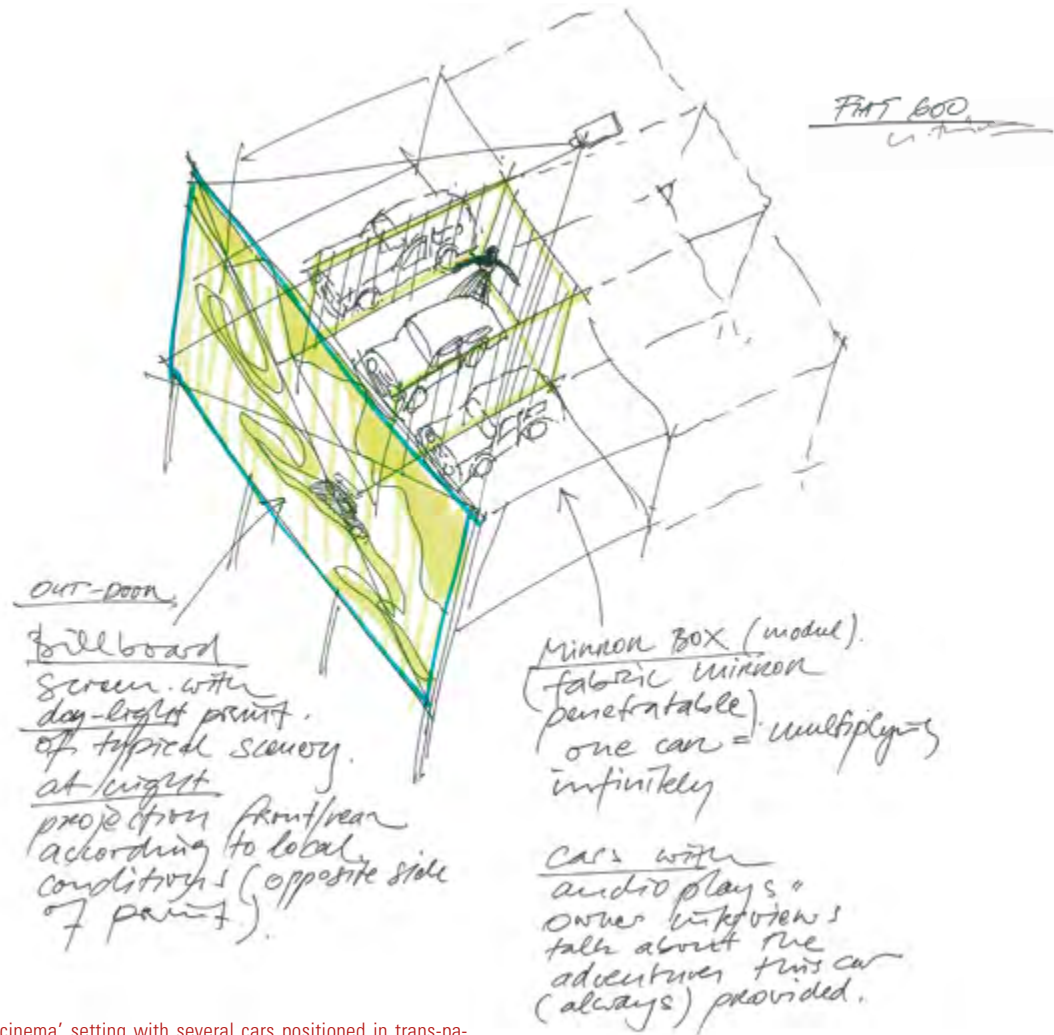 FIAT 600
OUT-DOOR
Billboard
screen with
day-light print.
of typical scenery.
at night
projection front/rear
according to local
conditions (opposite side
of print).
MIRROR BOX (modul).
(fabric mirror
penetratable)
one car = multiplying
infinitely
cars with
audio plays "
owner interviews
talk about the
adventures this car
(always) provided.
cinema’ setting with several cars positioned in trans-pa-